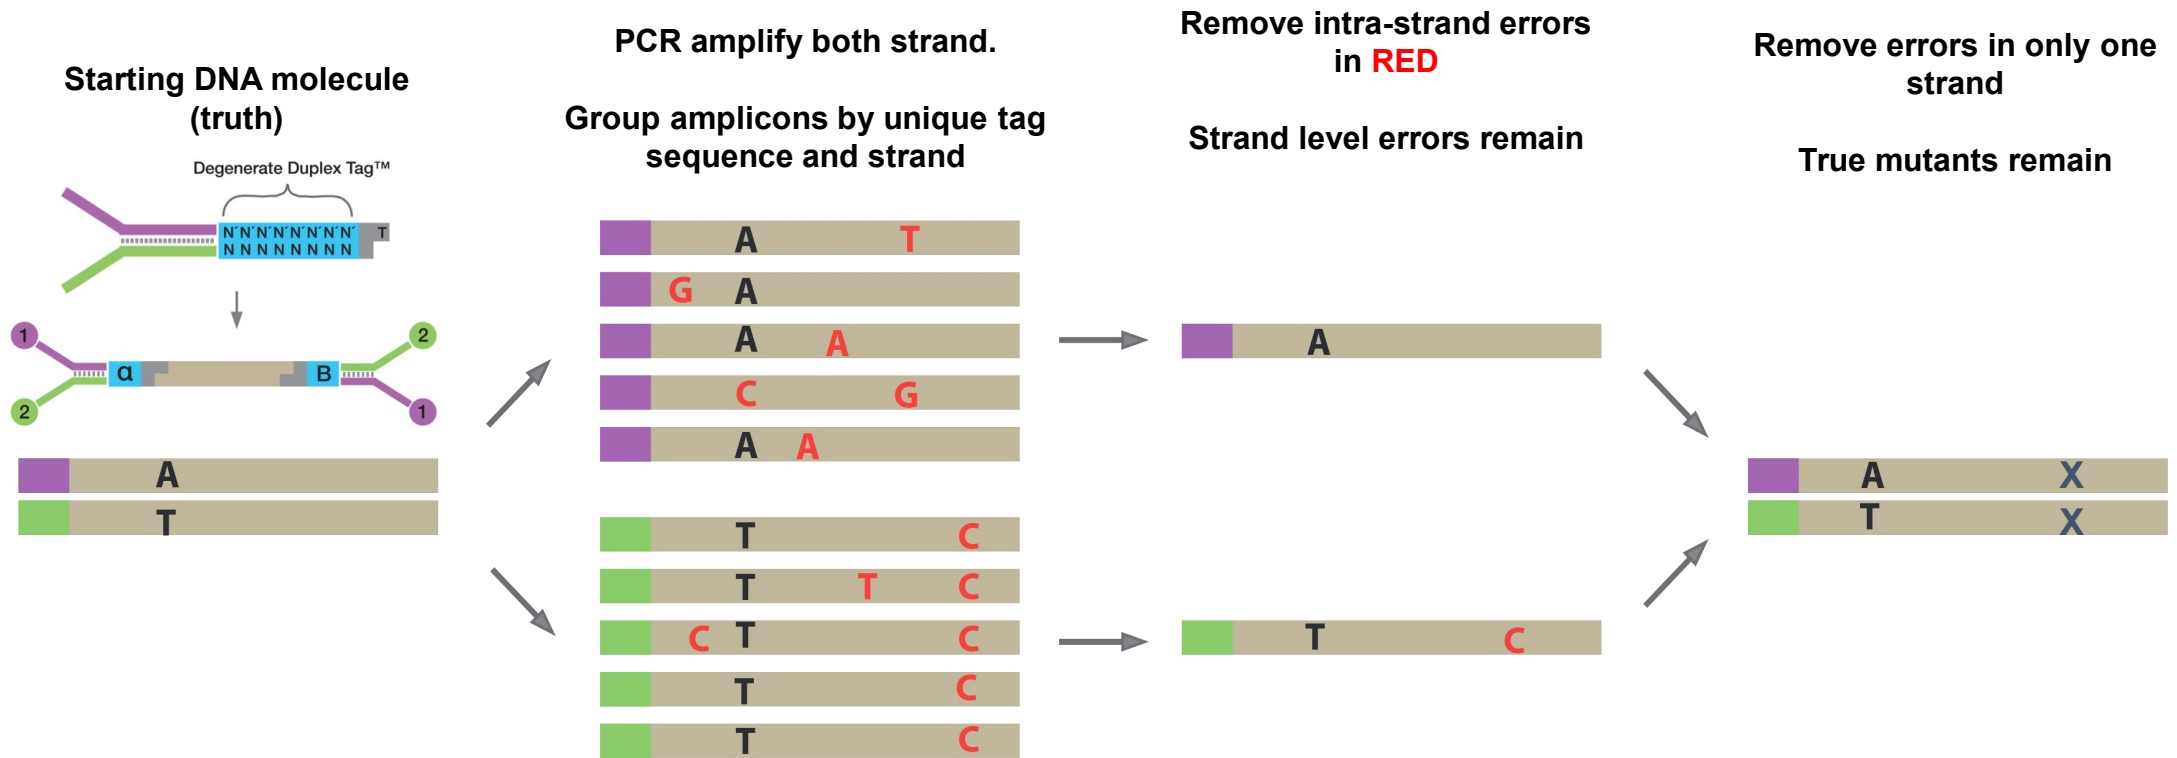 Starting DNA molecule
(truth)
Degenerate Duplex Tag™
N´N´N´N´N´N´N´N´ T
N N N N N N N N
1 2
α B
2 1
A
T
PCR amplify both strand.
Group amplicons by unique tag
sequence and strand
A T
G A
A A
C G
A A
T C
T T C
C T C
T C
T C
Remove intra-strand errors
in RED
Strand level errors remain
A
T C
Remove errors in only one
strand
True mutants remain
A X
T X